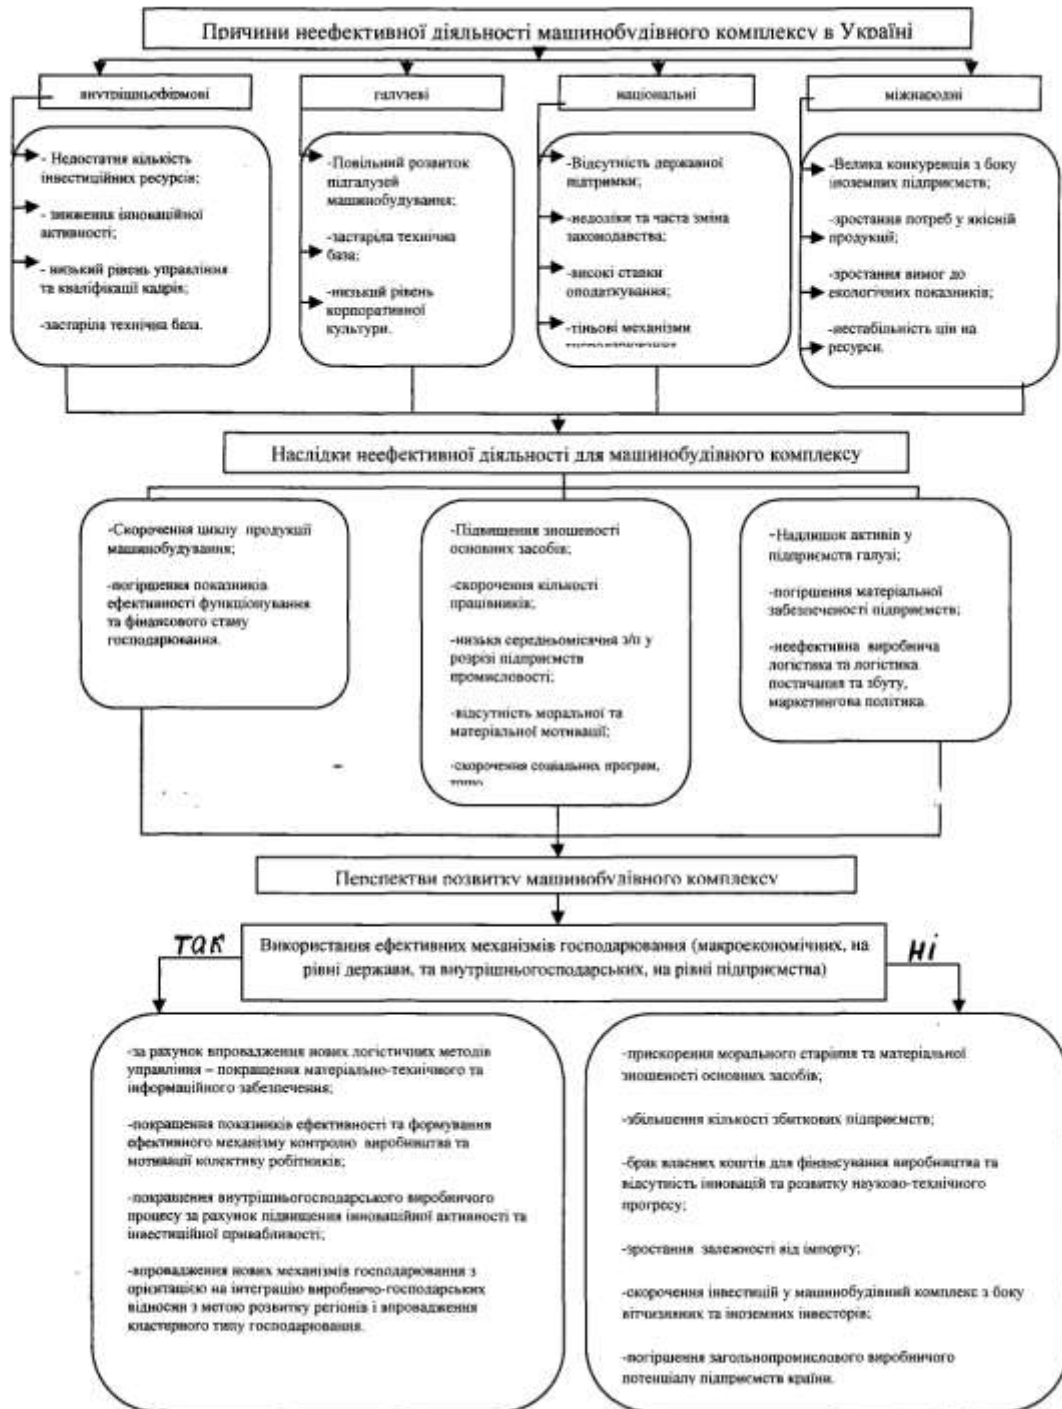 Причини неефективної діяльності машинобудівного комплексу в Україні
внутрішньофірмові
галузеві
національні
міжнародні
- Недостатня кількість
інвестиційних ресурсів;
- зниження інноваційної
активності;
- низький рівень управління
та кваліфікації кадрів;
-застаріла технічна база.
-Повільний розвиток
підгалузей
машинобудування;
-застаріла технічна
база;
-низький рівень
корпоративної
культури.
-Відсутність державної
підтримки;
-недоліки та часта зміна
законодавства;
-високі ставки
оподаткування;
-тіньові механізми
господарювання
-Велика конкуренція з боку
іноземних підприємств;
-зростання потреб у якісній
продукції;
-зростання вимог до
екологічних показників;
-нестабільність цін на
ресурси.
Наслідки неефективної діяльності для машинобудівного комплексу
-Скорочення циклу продукції
машинобудування;
-погіршення показників
ефективності функціонування
та фінансового стану
господарювання.
-Підвищення зношеності
основних засобів;
-скорочення кількості
працівників;
-низька середньомісячна з/п у
розрізі підприємств
промисловості;
-відсутність моральної та
матеріальної мотивації;
-скорочення соціальних програм,
тощо
-Надлишок активів у
підприємств галузі;
-погіршення матеріальної
забезпеченості підприємств;
-неефективна виробнича
логістика та логістика
постачання та збуту,
маркетингова політика.
Перспектви розвитку машинобудівного комплексу
Використання ефективних механізмів господарювання (макроекономічних, на
рівні держави, та внутрішньогосподарських, на рівні підприємства)
так
ні
-за рахунок впровадження нових логістичних методів
управління – покращення матеріально-технічного та
інформаційного забезпечення;
-покращення показників ефективності та формування
ефективного механізму контролю виробництва та
мотивації колективу робітників;
-покращення внутрішньогосподарського виробничого
процесу за рахунок підвищення інноваційної активності та
інвестиційної привабливості;
-впровадження нових механізмів господарювання з
орієнтацією на інтеграцію виробничо-господарських
відносин з метою розвитку регіонів і впровадження
кластерного типу господарювання.
-прискорення морального старіння та матеріальної
зношеності основних засобів;
-збільшення кількості збиткових підприємств;
-брак власних коштів для фінансування виробництва та
відсутність інновацій та розвитку науково-технічного
прогресу;
-зростання залежності від імпорту;
-скорочення інвестицій у машинобудівний комплекс з боку
вітчизняних та іноземних інвесторів;
-погіршення загольнопромислового виробничого
потенціалу підприємств країни.